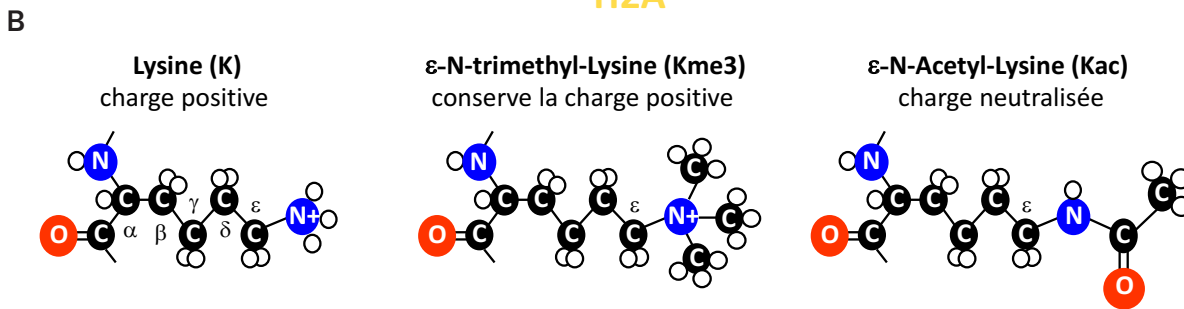 H2A
B
Lysine (K)
charge positive
ε-N-trimethyl-Lysine (Kme3)
conserve la charge positive
ε-N-Acetyl-Lysine (Kac)
charge neutralisée
N
C C C
γ ε
N+
O C α β C δ C
N
C
C C C
ε
N+ C
O C C C
C
N
C
C C C
ε
N
O C C C C
O